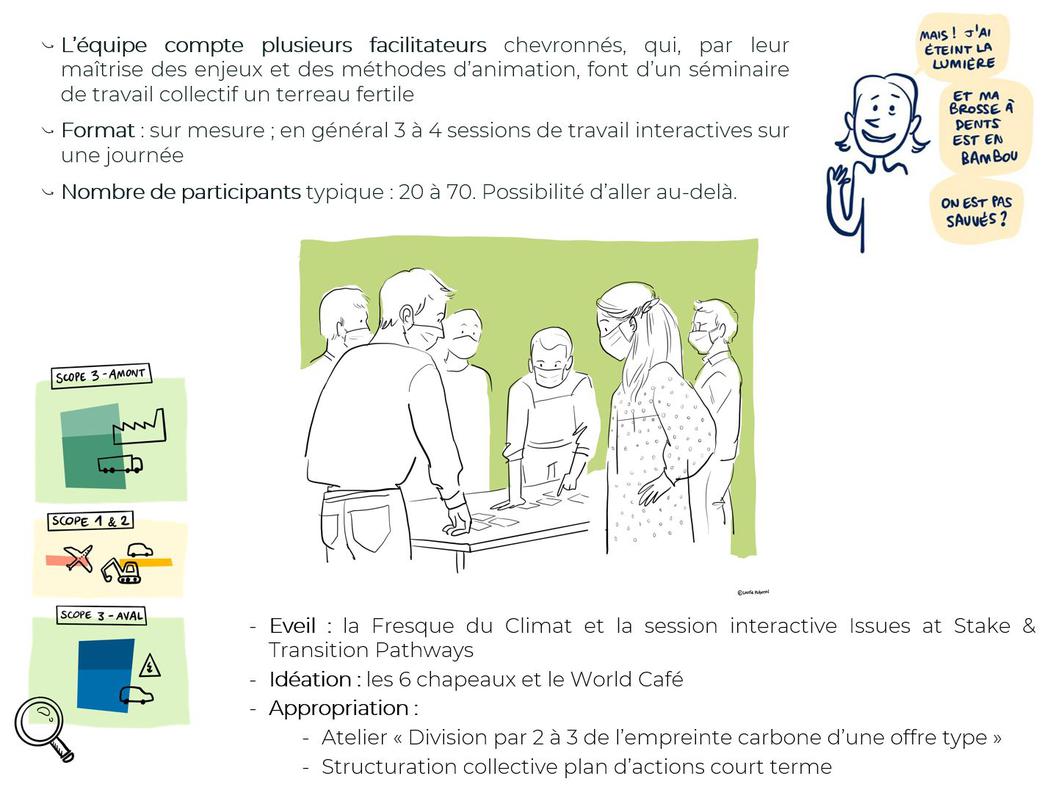 L’équipe compte plusieurs facilitateurs chevronnés, qui, par leur
maîtrise des enjeux et des méthodes d’animation, font d’un séminaire
de travail collectif un terreau fertile
Format : sur mesure ; en général 3 à 4 sessions de travail interactives sur
une journée
Nombre de participants typique : 20 à 70. Possibilité d’aller au-delà.
MAIS ! J'AI
ÉTEINT LA
LUMIÈRE
ET MA
BROSSE À
DENTS
EST EN
BAMBOU
ON EST PAS
SAUVÉS ?
SCOPE 3 - AMONT
SCOPE 1 & 2
SCOPE 3 - AVAL
- Eveil : la Fresque du Climat et la session interactive Issues at Stake &
Transition Pathways
- Idéation : les 6 chapeaux et le World Café
- Appropriation :
- Atelier « Division par 2 à 3 de l’empreinte carbone d’une offre type »
- Structuration collective plan d’actions court terme